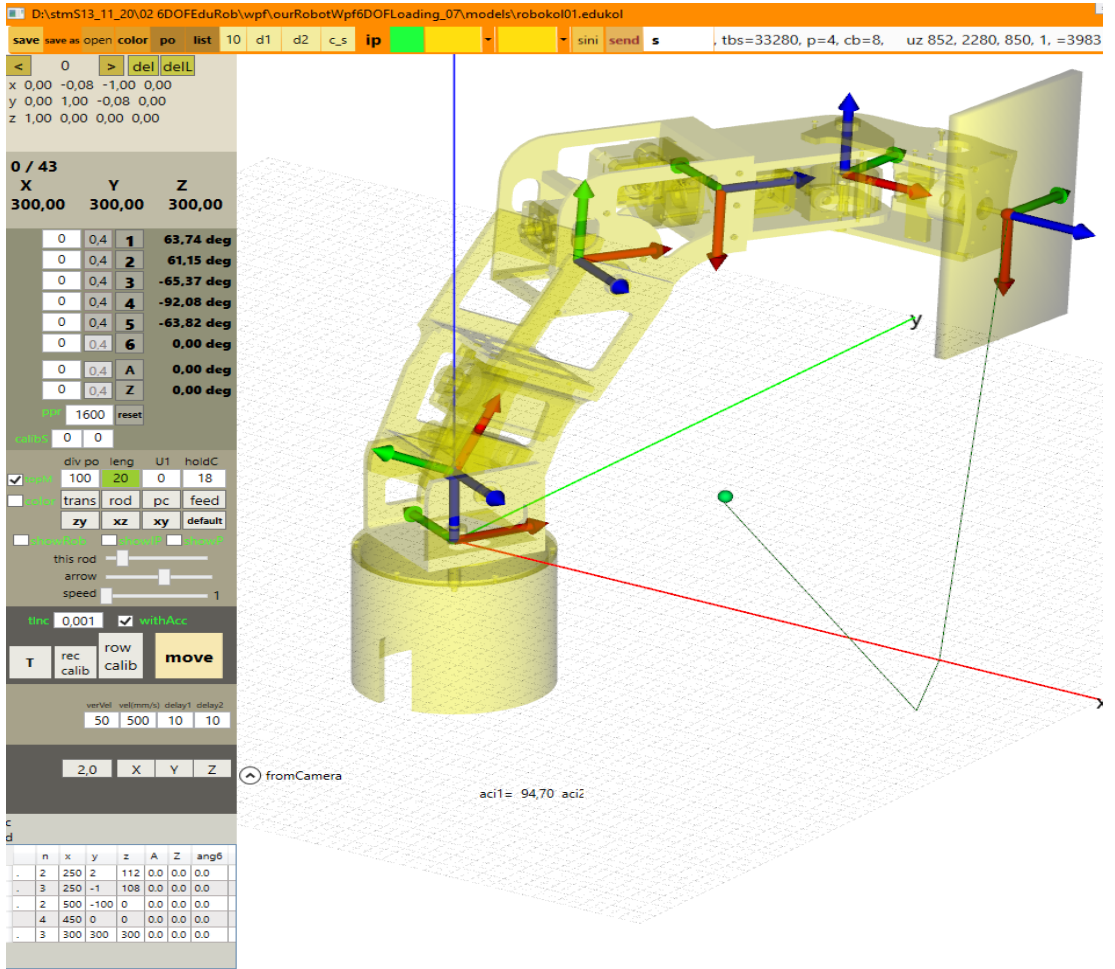 D:\stmS13_11_20\02 6DOFEduRob\wpf\ourRobotWpf6DOFLoading_07\models\robokol01.edukol
save save as open color po list 10 d1 d2 c_s ip sini send s , tbs=33280, p=4, cb=8, uz 852, 2280, 850, 1, =3983
< 0 > del delL
x 0,00 -0,08 -1,00 0,00
y 0,00 1,00 -0,08 0,00
z 1,00 0,00 0,00 0,00
0 / 43
X Y Z
300,00 300,00 300,00
0 0,4 1 63,74 deg
0 0,4 2 61,15 deg
0 0,4 3 -65,37 deg
0 0,4 4 -92,08 deg
0 0,4 5 -63,82 deg
0 0,4 6 0,00 deg
0 0,4 A 0,00 deg
0 0,4 Z 0,00 deg
ppr 1600 reset
calibS 0 0
div po leng U1 holdC
100 20 0 18
color trans rod pc feed
zy xz xy default
showRob showIP showP
this rod
arrow
speed 1
tInc 0,001 withAcc
T rec calib row calib move
verVel vel(mm/s) delay1 delay2
50 500 10 10
2,0 X Y Z
fromCamera
aci1= 94,70 aci2
y
x
c
d
n x y z A Z ang6
. 2 250 2 112 0.0 0.0 0.0
. 3 250 -1 108 0.0 0.0 0.0
. 2 500 -100 0 0.0 0.0 0.0
4 450 0 0 0.0 0.0 0.0
. 3 300 300 300 0.0 0.0 0.0